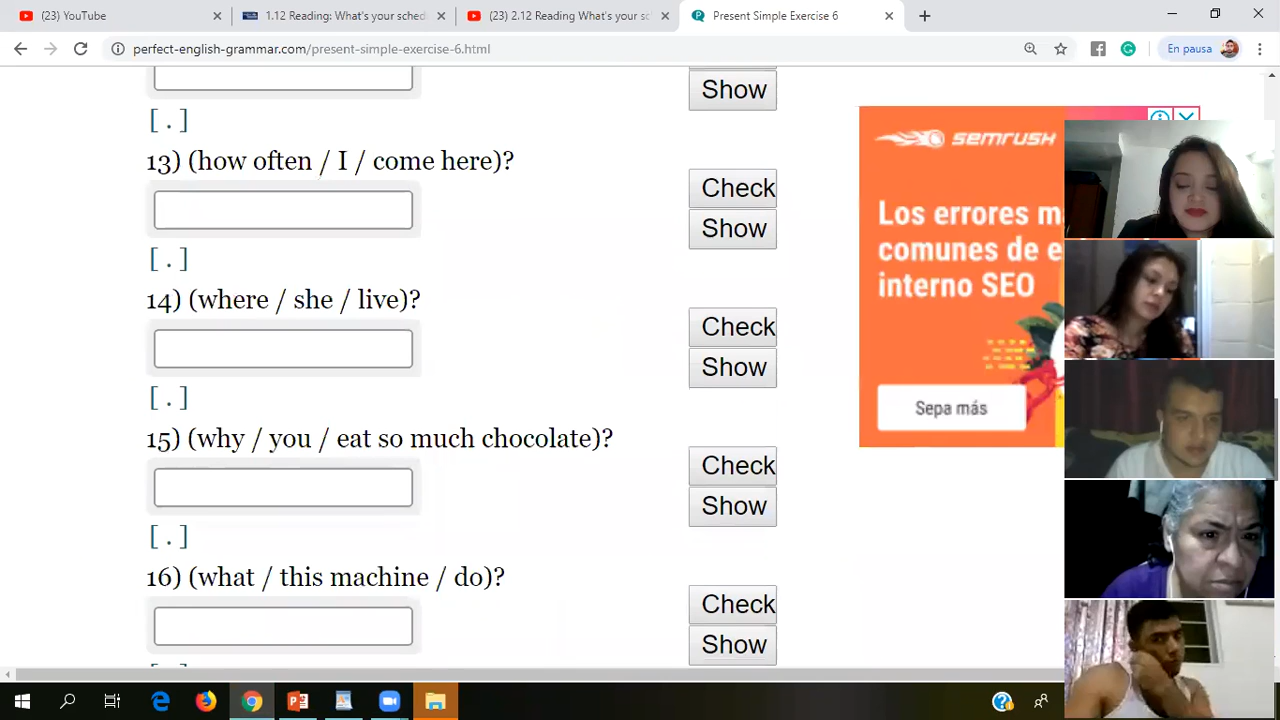 (23) YouTube
1.12 Reading: What's your sched
(23) 2.12 Reading What's your sc
Present Simple Exercise 6
perfect-english-grammar.com/present-simple-exercise-6.html
En pausa
Show
[ . ]
13) (how often / I / come here)?
Check
Show
[ . ]
14) (where / she / live)?
Check
Show
[ . ]
15) (why / you / eat so much chocolate)?
Check
Show
[ . ]
16) (what / this machine / do)?
Check
Show
SEMRUSH
Los errores m
comunes de e
interno SEO
Sepa más